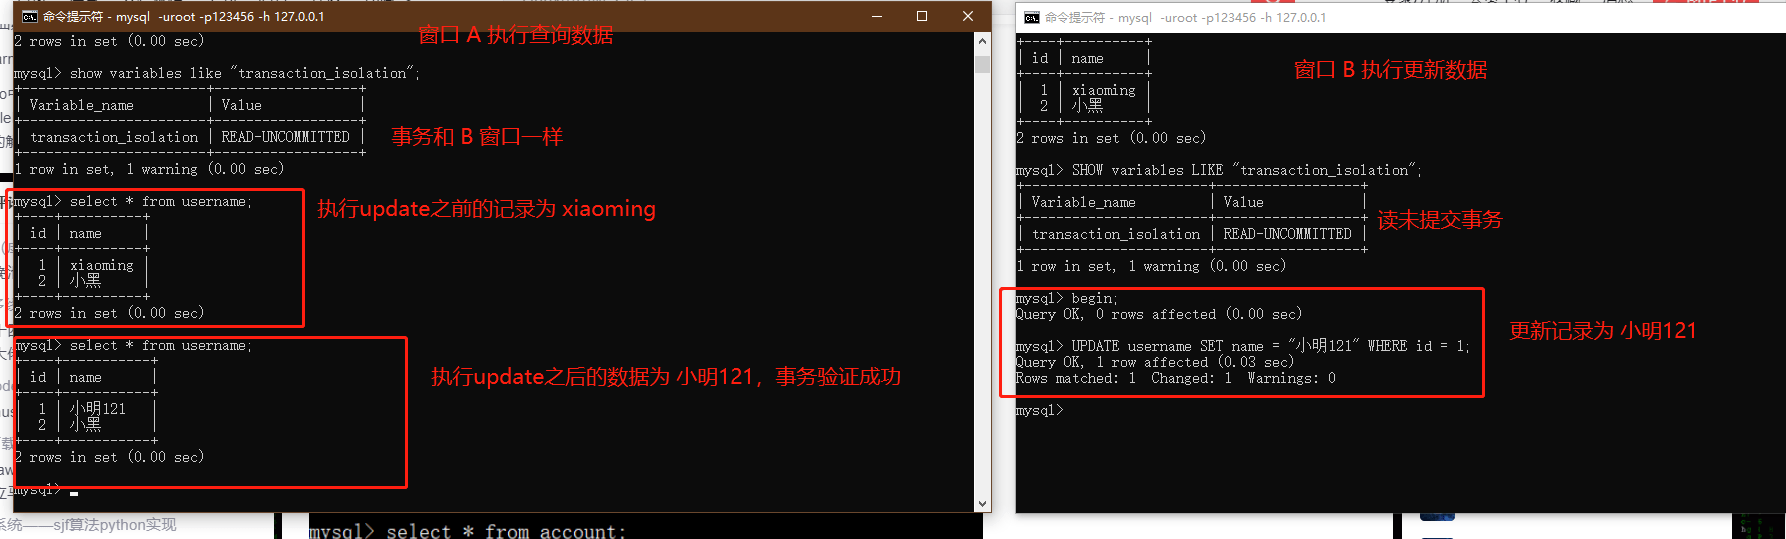 命令提示符 - mysql -uroot -p123456 -h 127.0.0.1
窗口 A 执行查询数据
2 rows in set (0.00 sec)
mysql> show variables like "transaction_isolation";
+-----------------------+------------------+
| Variable_name | Value |
+-----------------------+------------------+
| transaction_isolation | READ-UNCOMMITTED |
+-----------------------+------------------+
事务和 B 窗口一样
1 row in set, 1 warning (0.00 sec)
mysql> select * from username;
执行update之前的记录为 xiaoming
+----+----------+
| id | name |
+----+----------+
| 1 | xiaoming |
| 2 | 小黑 |
+----+----------+
2 rows in set (0.00 sec)
mysql> select * from username;
+----+-----------+
| id | name |
+----+-----------+
| 1 | 小明121 |
| 2 | 小黑 |
+----+-----------+
执行update之后的数据为 小明121，事务验证成功
2 rows in set (0.00 sec)
mysql>
系统——sjf算法python实现
mysql> select * from account;
命令提示符 - mysql -uroot -p123456 -h 127.0.0.1
+----+----------+
| id | name |
+----+----------+
| 1 | xiaoming |
| 2 | 小黑 |
+----+----------+
窗口 B 执行更新数据
2 rows in set (0.00 sec)
mysql> SHOW variables LIKE "transaction_isolation";
+-----------------------+------------------+
| Variable_name | Value |
+-----------------------+------------------+
| transaction_isolation | READ-UNCOMMITTED |
+-----------------------+------------------+
读未提交事务
1 row in set, 1 warning (0.00 sec)
mysql> begin;
Query OK, 0 rows affected (0.00 sec)
mysql> UPDATE username SET name = "小明121" WHERE id = 1;
更新记录为 小明121
Query OK, 1 row affected (0.03 sec)
Rows matched: 1 Changed: 1 Warnings: 0
mysql>